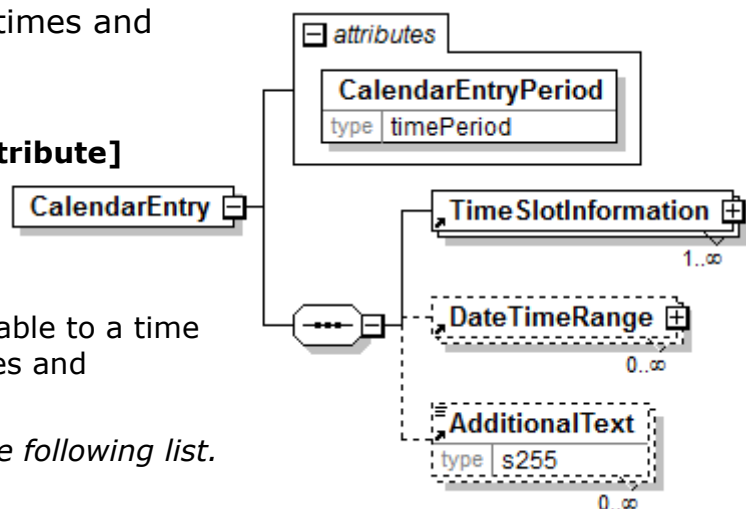 times and
attributes
CalendarEntryPeriod
type timePeriod
tribute]
CalendarEntry
TimeSlotInformation
1..∞
able to a time
es and
DateTimeRange
0..∞
e following list.
AdditionalText
type s255
0..∞